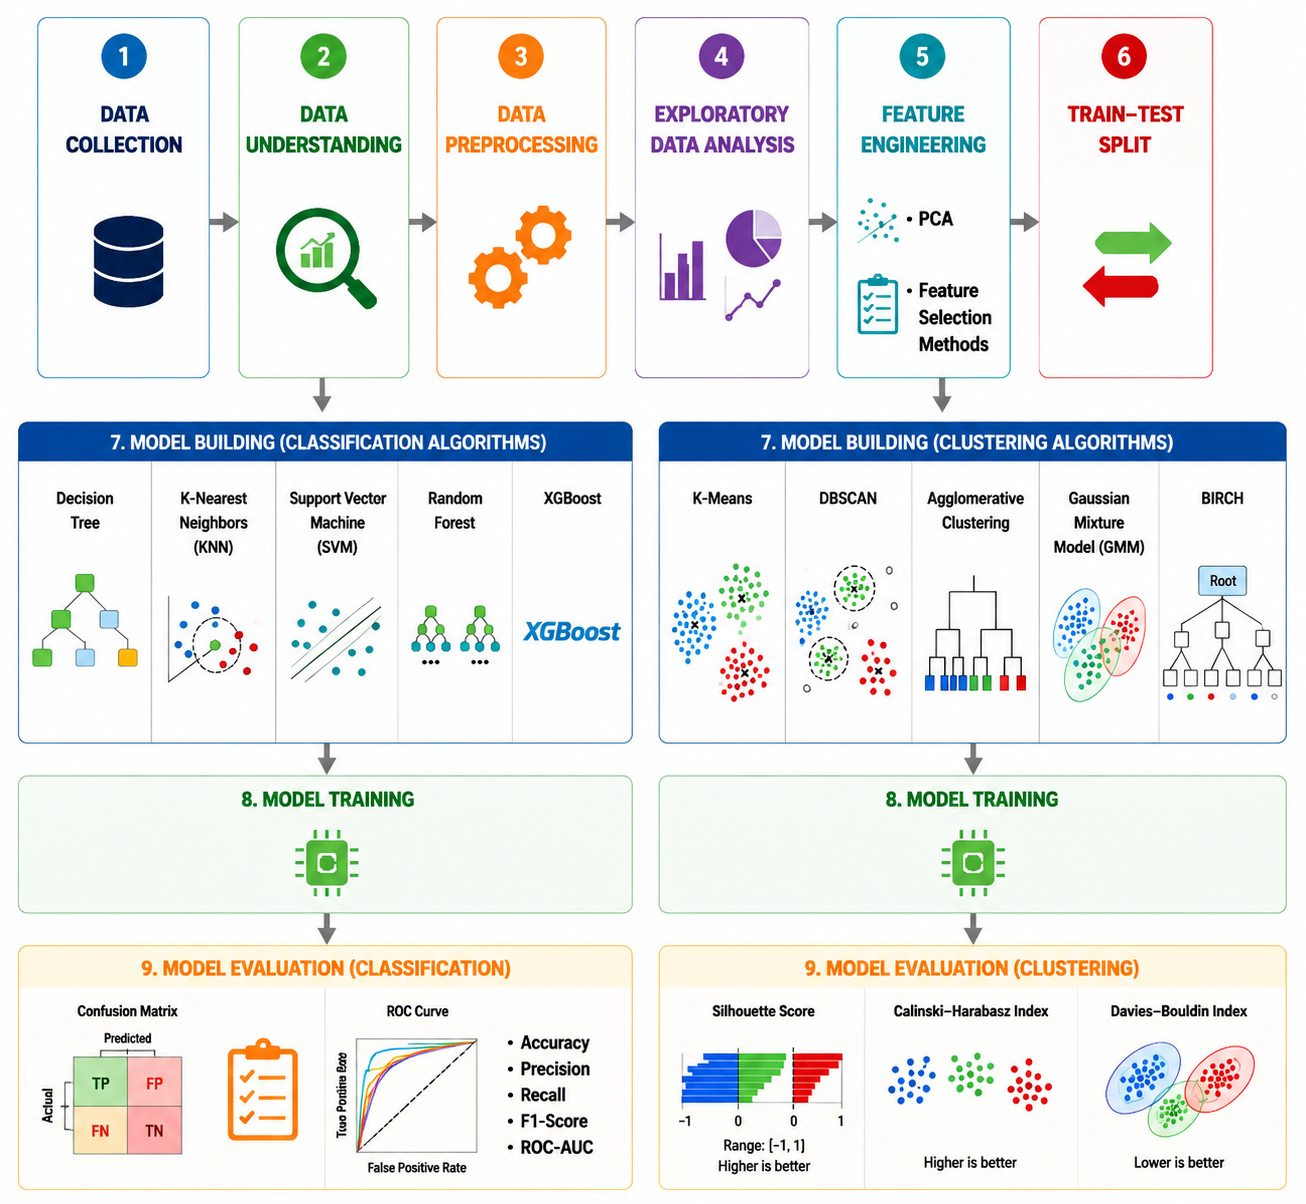 1
DATA
COLLECTION
2
DATA
UNDERSTANDING
3
DATA
PREPROCESSING
4
EXPLORATORY
DATA ANALYSIS
5
FEATURE
ENGINEERING
• PCA
• Feature
Selection
Methods
6
TRAIN–TEST
SPLIT
7. MODEL BUILDING (CLASSIFICATION ALGORITHMS)
Decision
Tree
K-Nearest
Neighbors
(KNN)
Support Vector
Machine
(SVM)
Random
Forest
XGBoost
XGBoost
7. MODEL BUILDING (CLUSTERING ALGORITHMS)
K-Means
DBSCAN
Agglomerative
Clustering
Gaussian
Mixture
Model (GMM)
BIRCH
Root
8. MODEL TRAINING
C
8. MODEL TRAINING
C
9. MODEL EVALUATION (CLASSIFICATION)
Confusion Matrix
Predicted
Actual
TP
FP
FN
TN
ROC Curve
Positive
False Positive Rate
• Accuracy
• Precision
• Recall
• F1-Score
• ROC-AUC
9. MODEL EVALUATION (CLUSTERING)
Silhouette Score
−1
0
0
1
Range: [−1, 1]
Higher is better
Calinski–Harabasz Index
Higher is better
Davies–Bouldin Index
Lower is better